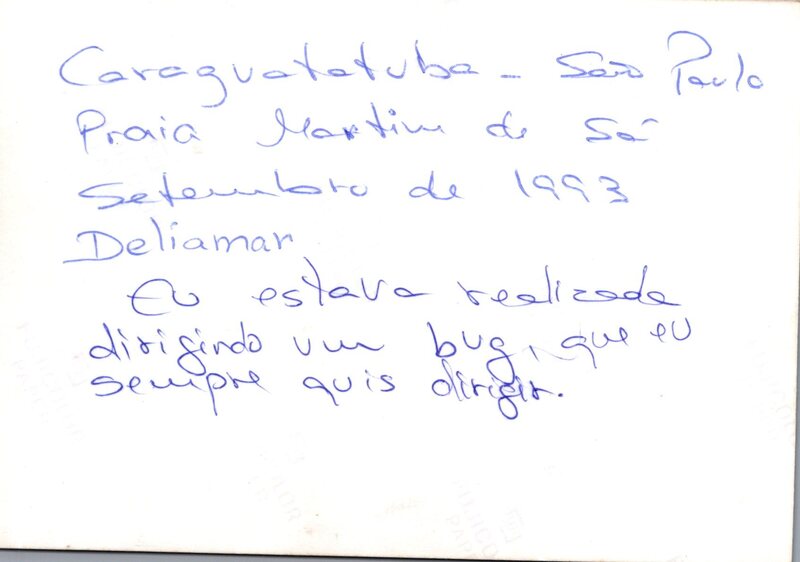 Caraguatatuba - São Paulo
Praia Martim de Sá
Setembro de 1993
Deliamar
Eu estava realizada
dirigindo um bug, que eu
sempre quis dirigir.